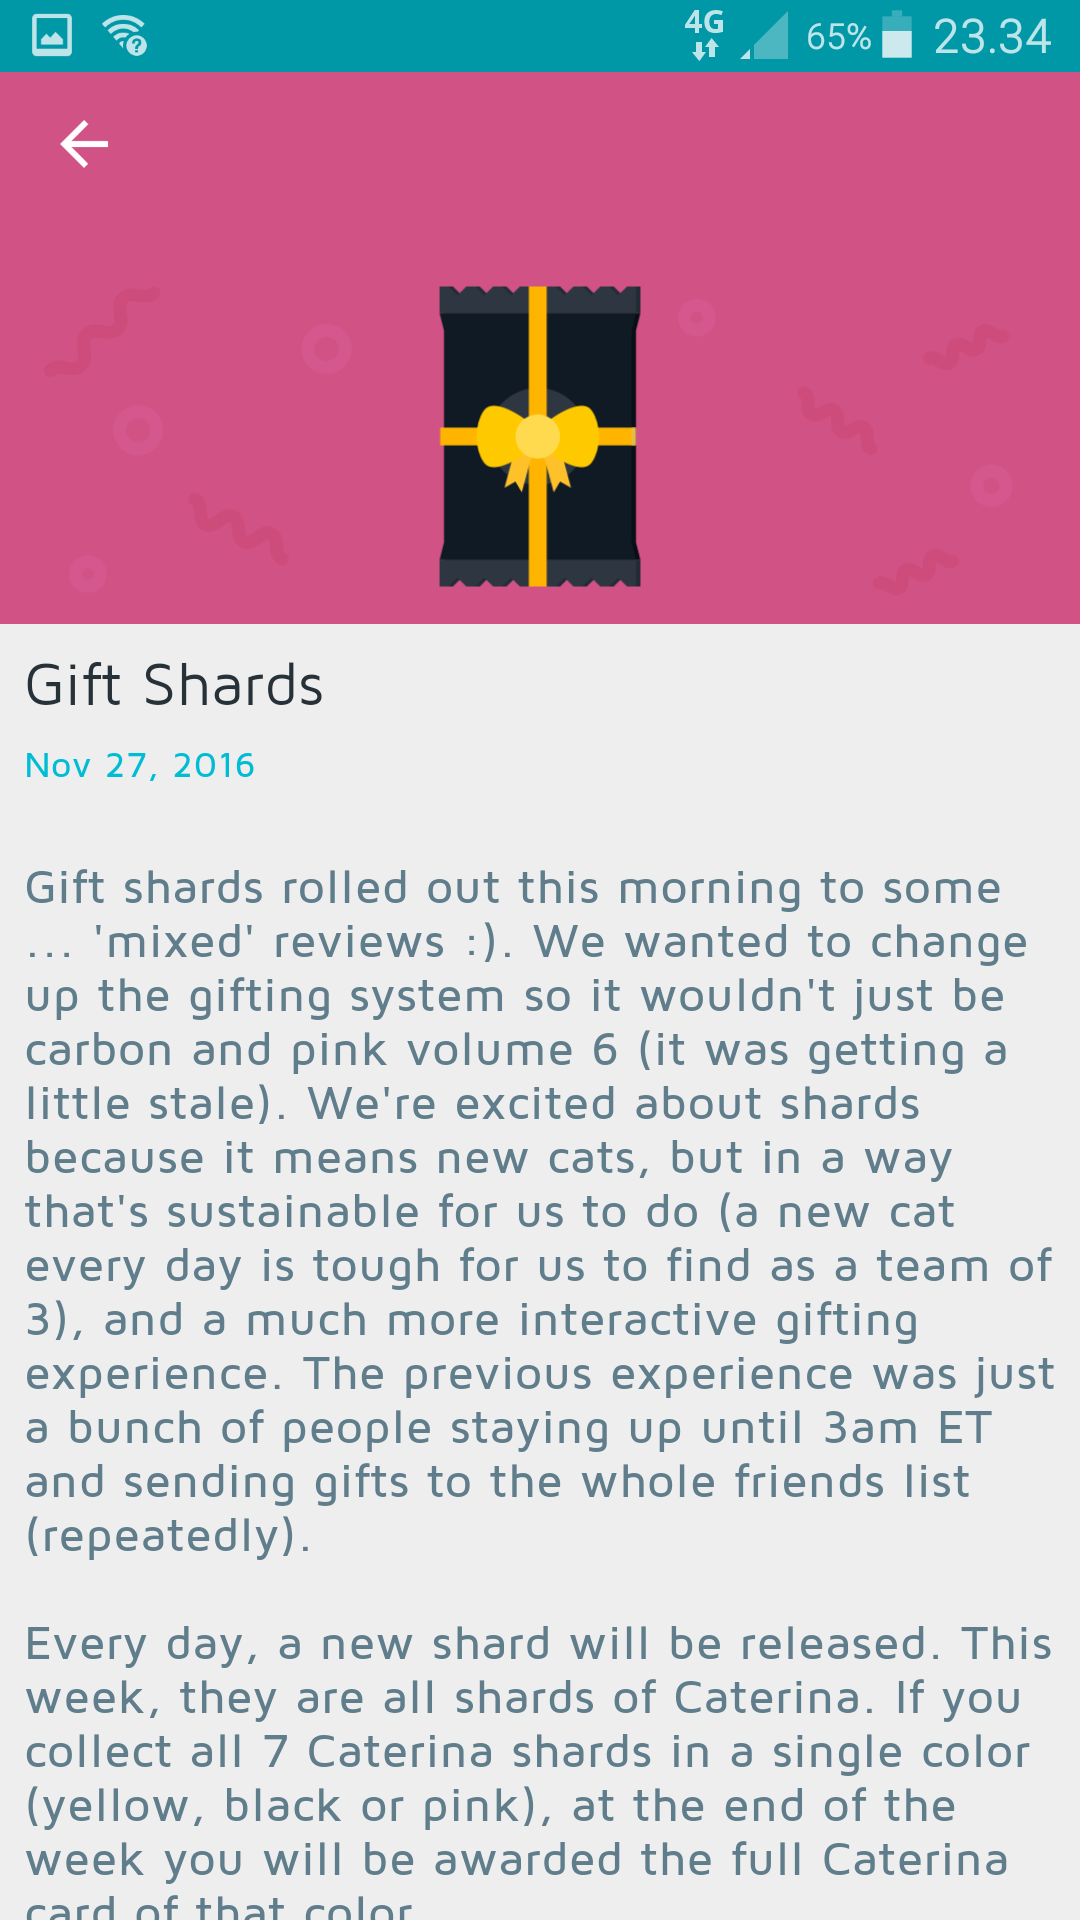 4G 65% 23.34
Gift Shards
Nov 27, 2016
Gift shards rolled out this morning to some
... 'mixed' reviews :). We wanted to change
up the gifting system so it wouldn't just be
carbon and pink volume 6 (it was getting a
little stale). We're excited about shards
because it means new cats, but in a way
that's sustainable for us to do (a new cat
every day is tough for us to find as a team of
3), and a much more interactive gifting
experience. The previous experience was just
a bunch of people staying up until 3am ET
and sending gifts to the whole friends list
(repeatedly).
Every day, a new shard will be released. This
week, they are all shards of Caterina. If you
collect all 7 Caterina shards in a single color
(yellow, black or pink), at the end of the
week you will be awarded the full Caterina
card of that color